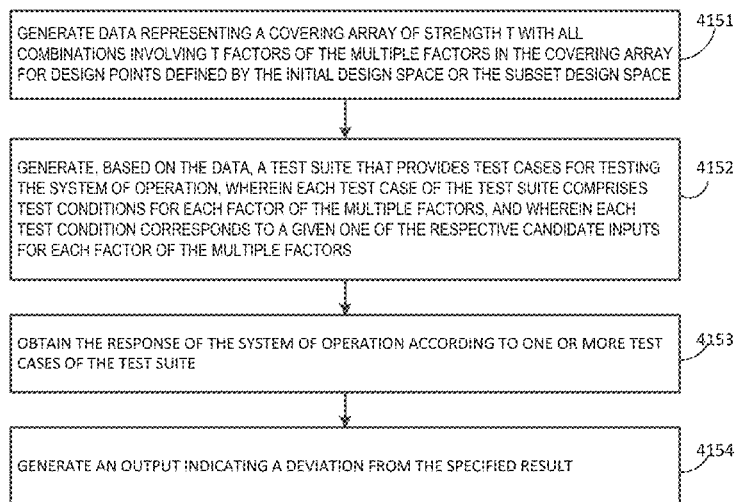 GENERATE DATA REPRESENTING A COVERING ARRAY OF STRENGTH T WITH ALL
COMBINATIONS INVOLVING T FACTORS OF THE MULTIPLE FACTORS IN THE COVERING ARRAY
FOR DESIGN POINTS DEFINED BY THE INITIAL DESIGN SPACE OR THE SUBSET DESIGN SPACE
4151
GENERATE, BASED ON THE DATA, A TEST SUITE THAT PROVIDES TEST CASES FOR TESTING
THE SYSTEM OF OPERATION, WHEREIN EACH TEST CASE OF THE TEST SUITE COMPRISES
TEST CONDITIONS FOR EACH FACTOR OF THE MULTIPLE FACTORS, AND WHEREIN EACH
TEST CONDITION CORRESPONDS TO A GIVEN ONE OF THE RESPECTIVE CANDIDATE INPUTS
FOR EACH FACTOR OF THE MULTIPLE FACTORS
4152
OBTAIN THE RESPONSE OF THE SYSTEM OF OPERATION ACCORDING TO ONE OR MORE TEST
CASES OF THE TEST SUITE
4153
GENERATE AN OUTPUT INDICATING A DEVIATION FROM THE SPECIFIED RESULT
4154